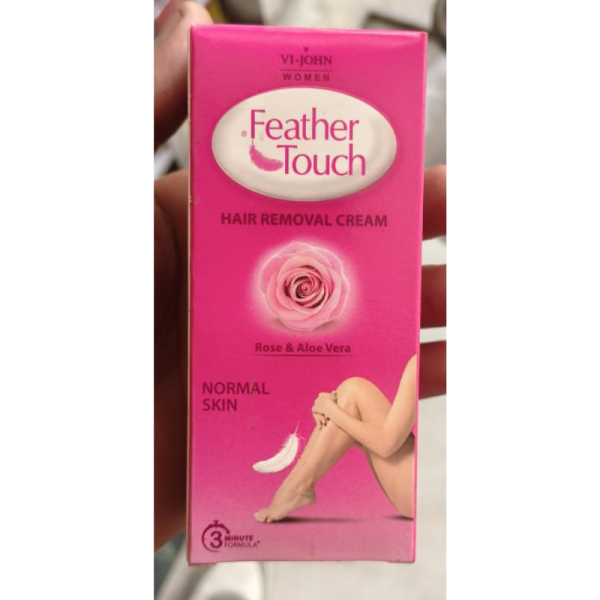 VI-JOHN
WOMEN
Feather
Touch
HAIR REMOVAL CREAM
Rose & Aloe Vera
NORMAL
SKIN
3 MINUTE
FORMULA*